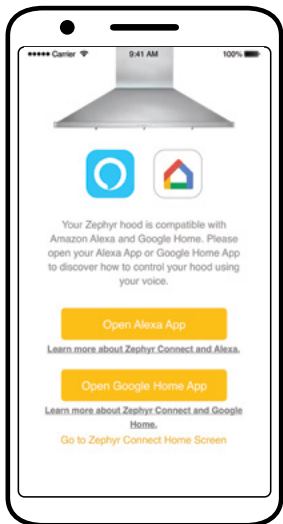 Carrier 9:41 AM 100%
Your Zephyr hood is compatible with
Amazon Alexa and Google Home. Please
open your Alexa App or Google Home App
to discover how to control your hood using
your voice.
Open Alexa App
Learn more about Zephyr Connect and Alexa.
Open Google Home App
Learn more about Zephyr Connect and Google
Home.
Go to Zephyr Connect Home Screen